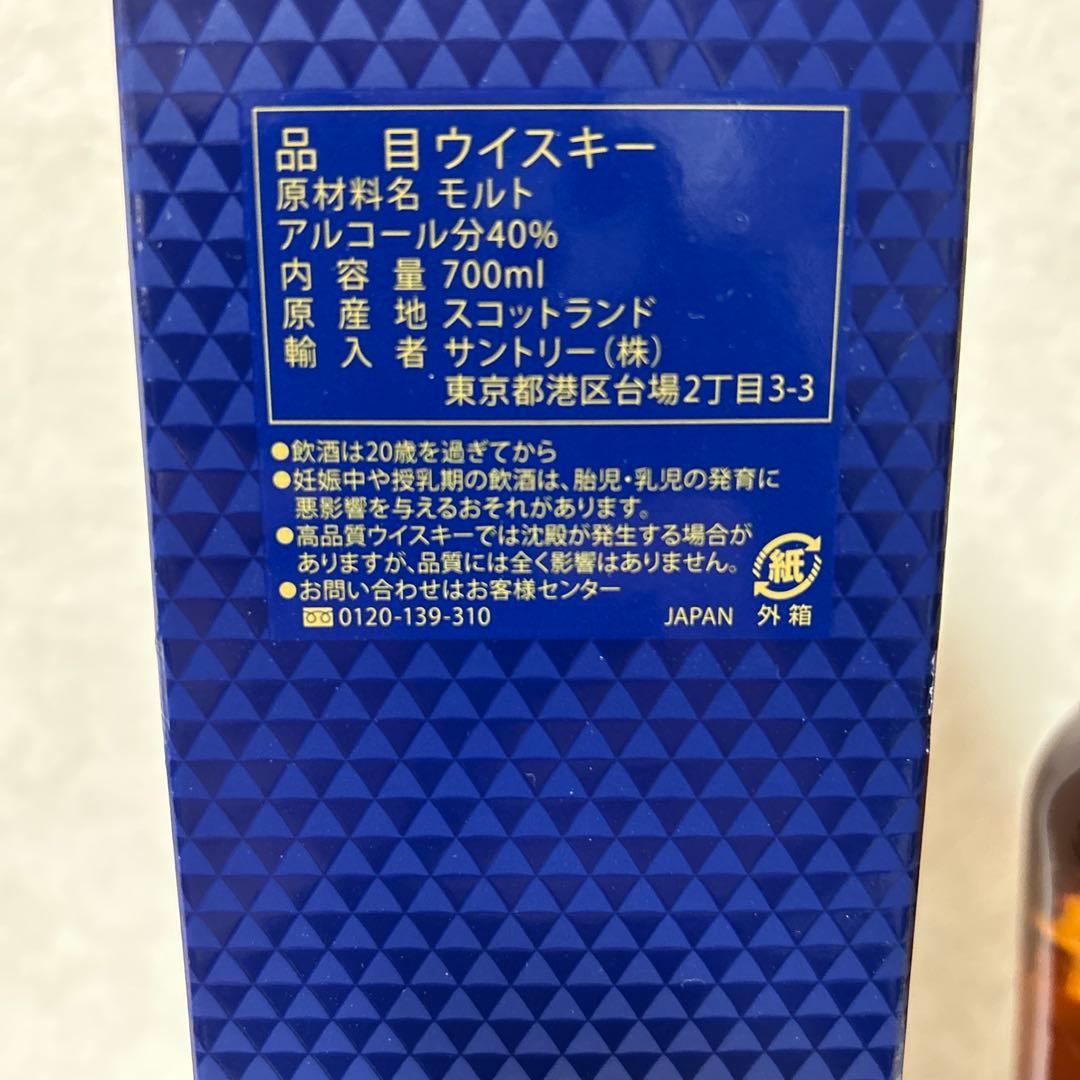 品 目 ウイスキー
原材料名 モルト
アルコール分40%
内 容 量 700ml
原 産 地 スコットランド
輸 入 者 サントリー(株)
東京都港区台場2丁目3-3
●飲酒は20歳を過ぎてから
●妊娠中や授乳期の飲酒は、胎児・乳児の発育に
悪影響を与えるおそれがあります。
●高品質ウイスキーでは沈殿が発生する場合が
ありますが、品質には全く影響はありません。
●お問い合わせはお客様センター
0120-139-310
JAPAN
紙
外箱